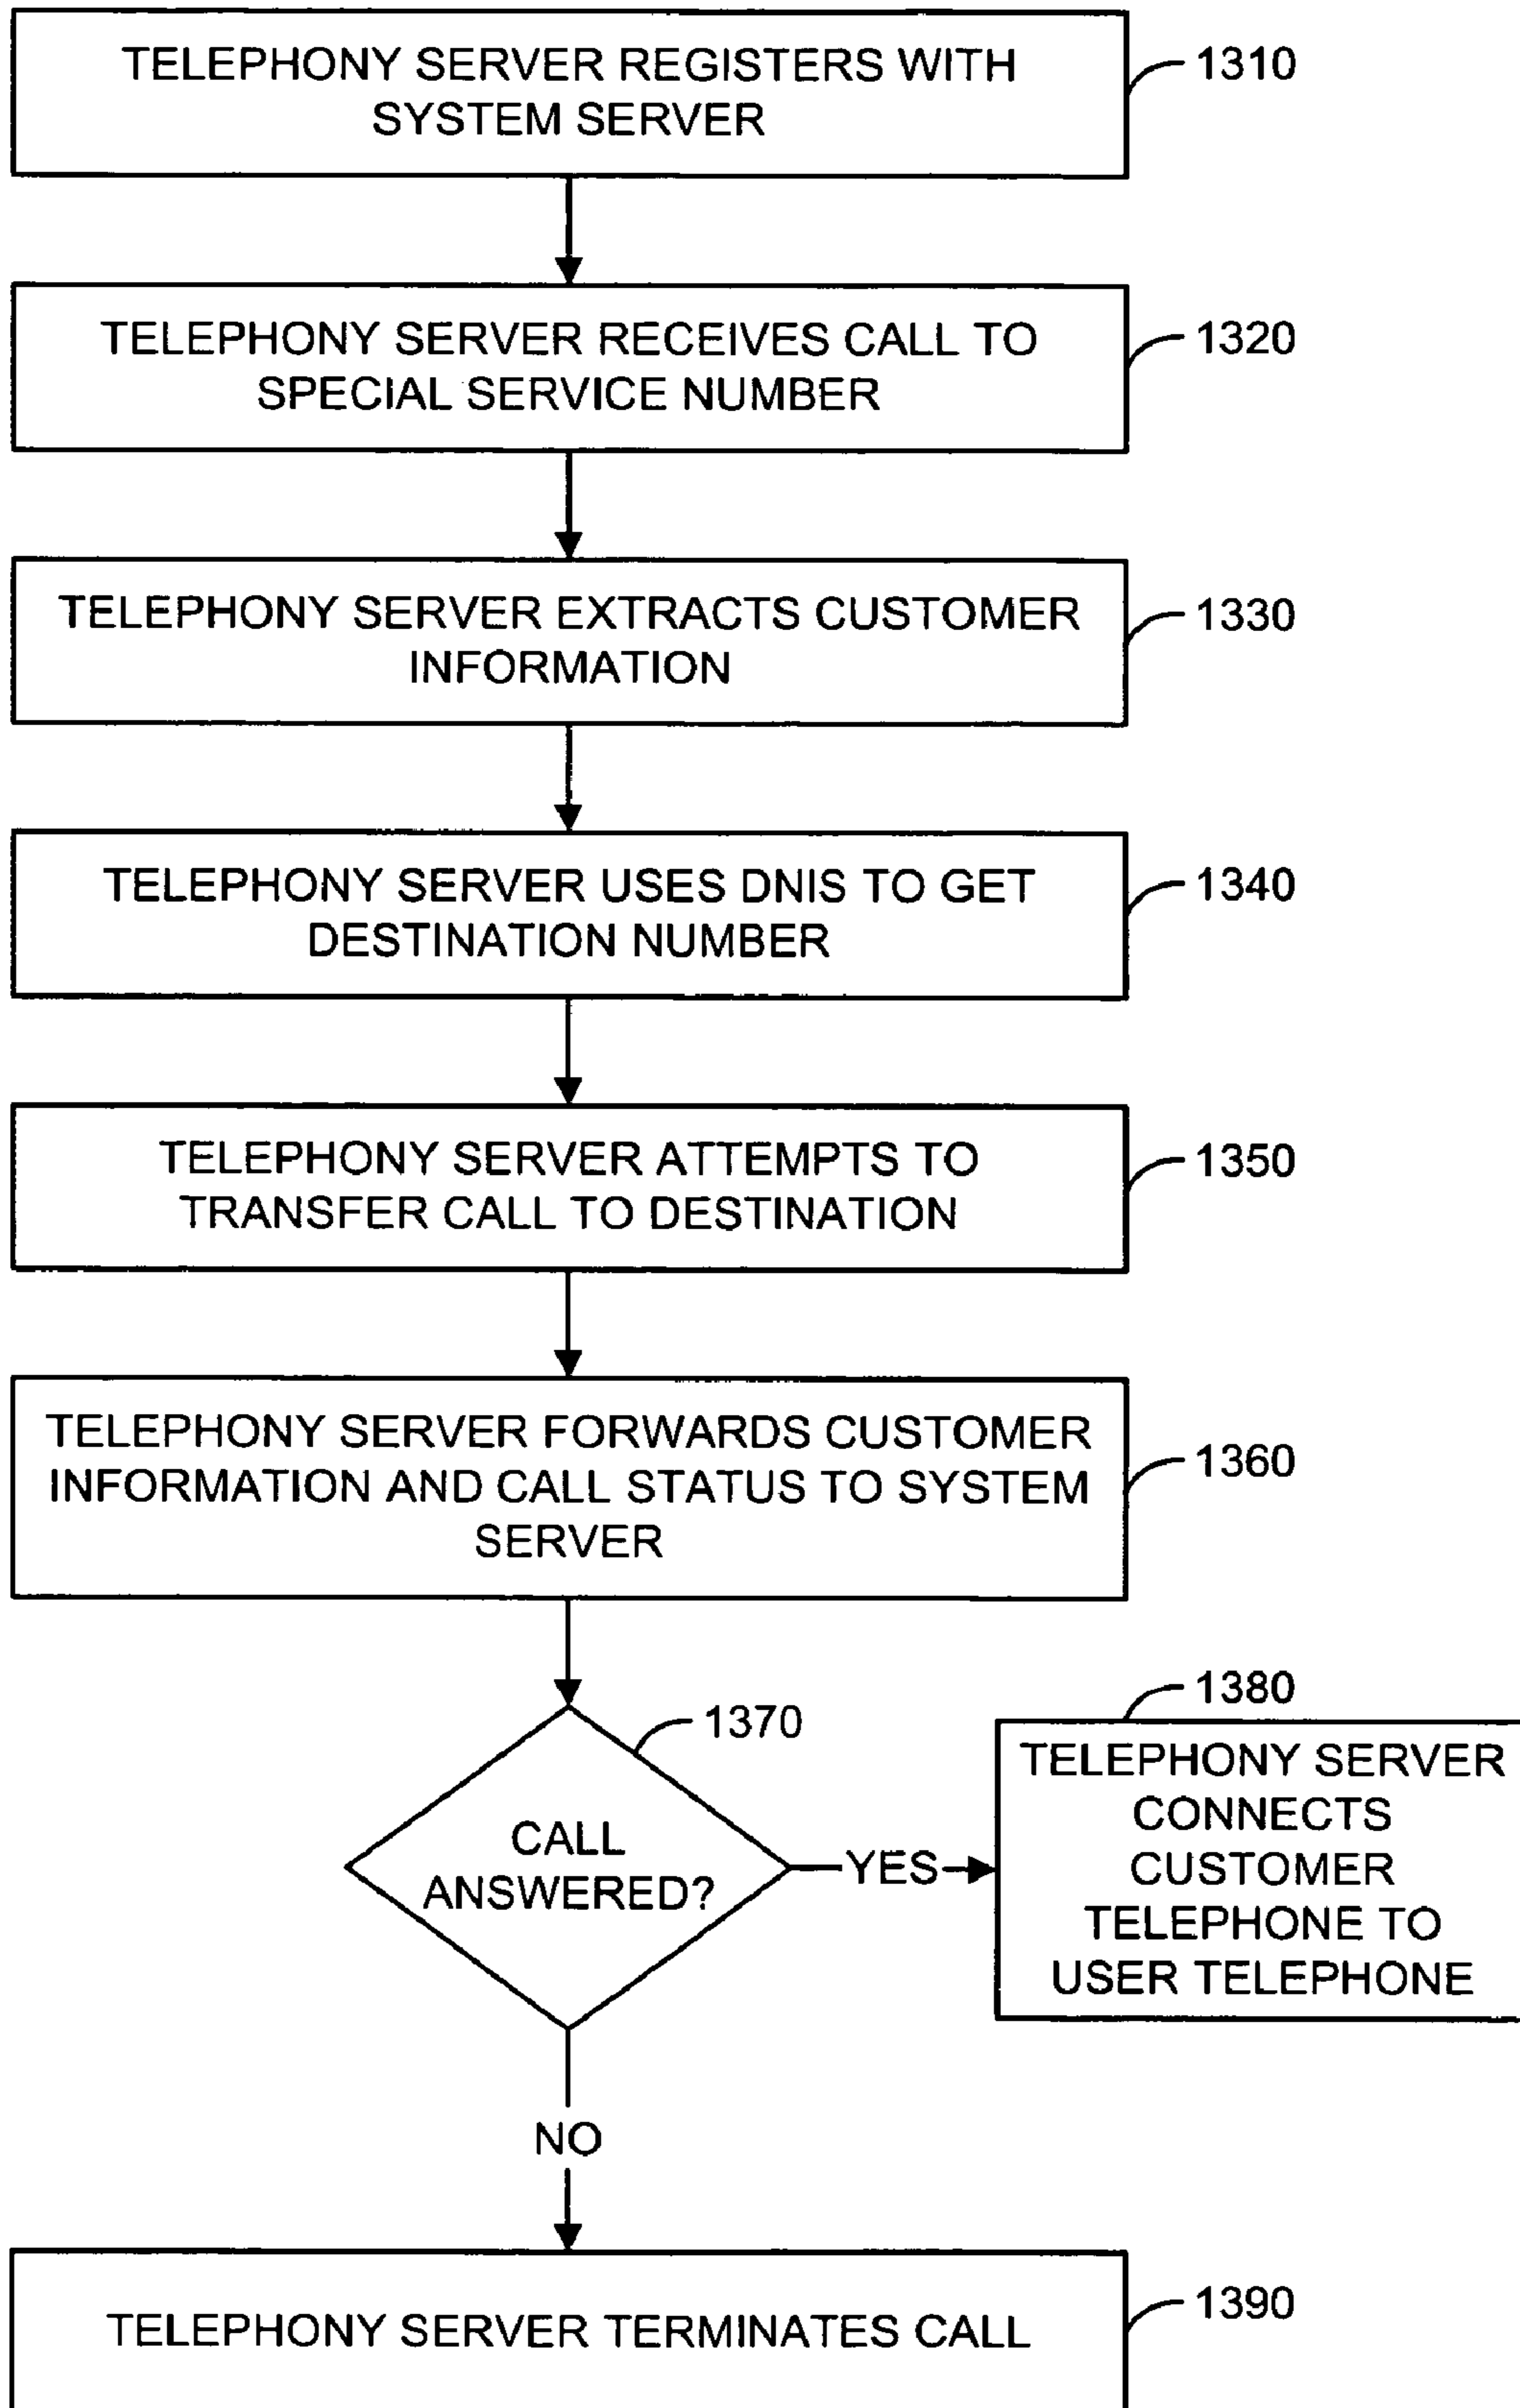 TELEPHONY SERVER REGISTERS WITH
SYSTEM SERVER
1310
TELEPHONY SERVER RECEIVES CALL TO
SPECIAL SERVICE NUMBER
1320
TELEPHONY SERVER EXTRACTS CUSTOMER
INFORMATION
1330
TELEPHONY SERVER USES DNIS TO GET
DESTINATION NUMBER
1340
TELEPHONY SERVER ATTEMPTS TO
TRANSFER CALL TO DESTINATION
1350
TELEPHONY SERVER FORWARDS CUSTOMER
INFORMATION AND CALL STATUS TO SYSTEM
SERVER
1360
1370
CALL
ANSWERED?
YES
1380
TELEPHONY SERVER
CONNECTS
CUSTOMER
TELEPHONE TO
USER TELEPHONE
NO
TELEPHONY SERVER TERMINATES CALL
1390